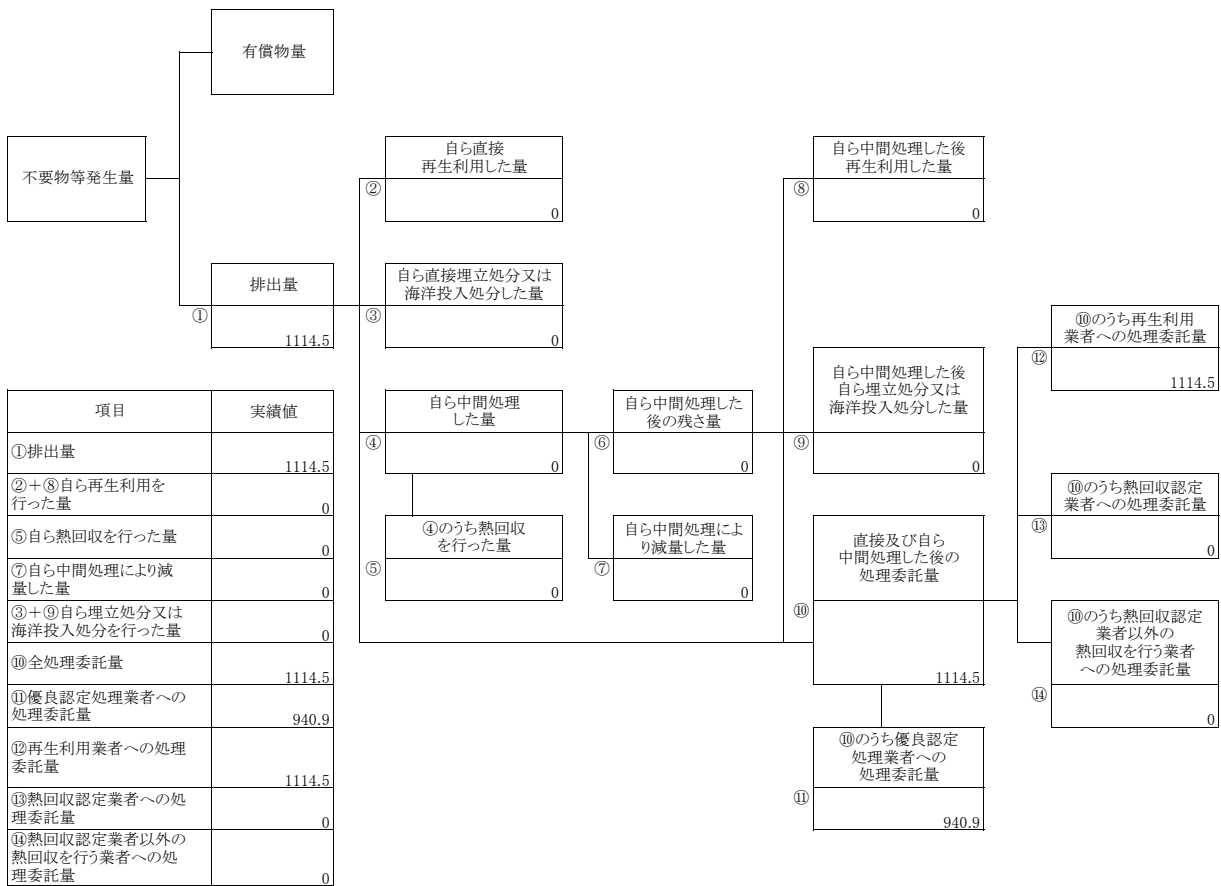 有償物量
不要物等発生量
排出量
①
1114.5
自ら直接
再生利用した量
②
0
自ら直接埋立処分又は
海洋投入処分した量
③
0
自ら中間処理
した量
④
0
④のうち熱回収
を行った量
⑤
0
自ら中間処理した
後の残さ量
⑥
0
自ら中間処理によ
り減量した量
⑦
0
自ら中間処理した後
再生利用した量
⑧
0
自ら中間処理した後
自ら埋立処分又は
海洋投入処分した量
⑨
0
直接及び自ら
中間処理した後の
処理委託量
⑩
1114.5
⑩のうち優良認定
処理業者への
処理委託量
⑪
940.9
⑩のうち再生利用
業者への処理委託量
⑫
1114.5
⑩のうち熱回収認定
業者への処理委託量
⑬
0
⑩のうち熱回収認定
業者以外の
熱回収を行う業者
への処理委託量
⑭
0
項目 実績値
①排出量
1114.5
②＋⑧自ら再生利用を
行った量
0
⑤自ら熱回収を行った量
0
⑦自ら中間処理により減
量した量
0
③＋⑨自ら埋立処分又は
海洋投入処分を行った量
0
⑩全処理委託量
1114.5
⑪優良認定処理業者への
処理委託量
940.9
⑫再生利用業者への処理
委託量
1114.5
⑬熱回収認定業者への処
理委託量
0
⑭熱回収認定業者以外の
熱回収を行う業者への処
理委託量
0